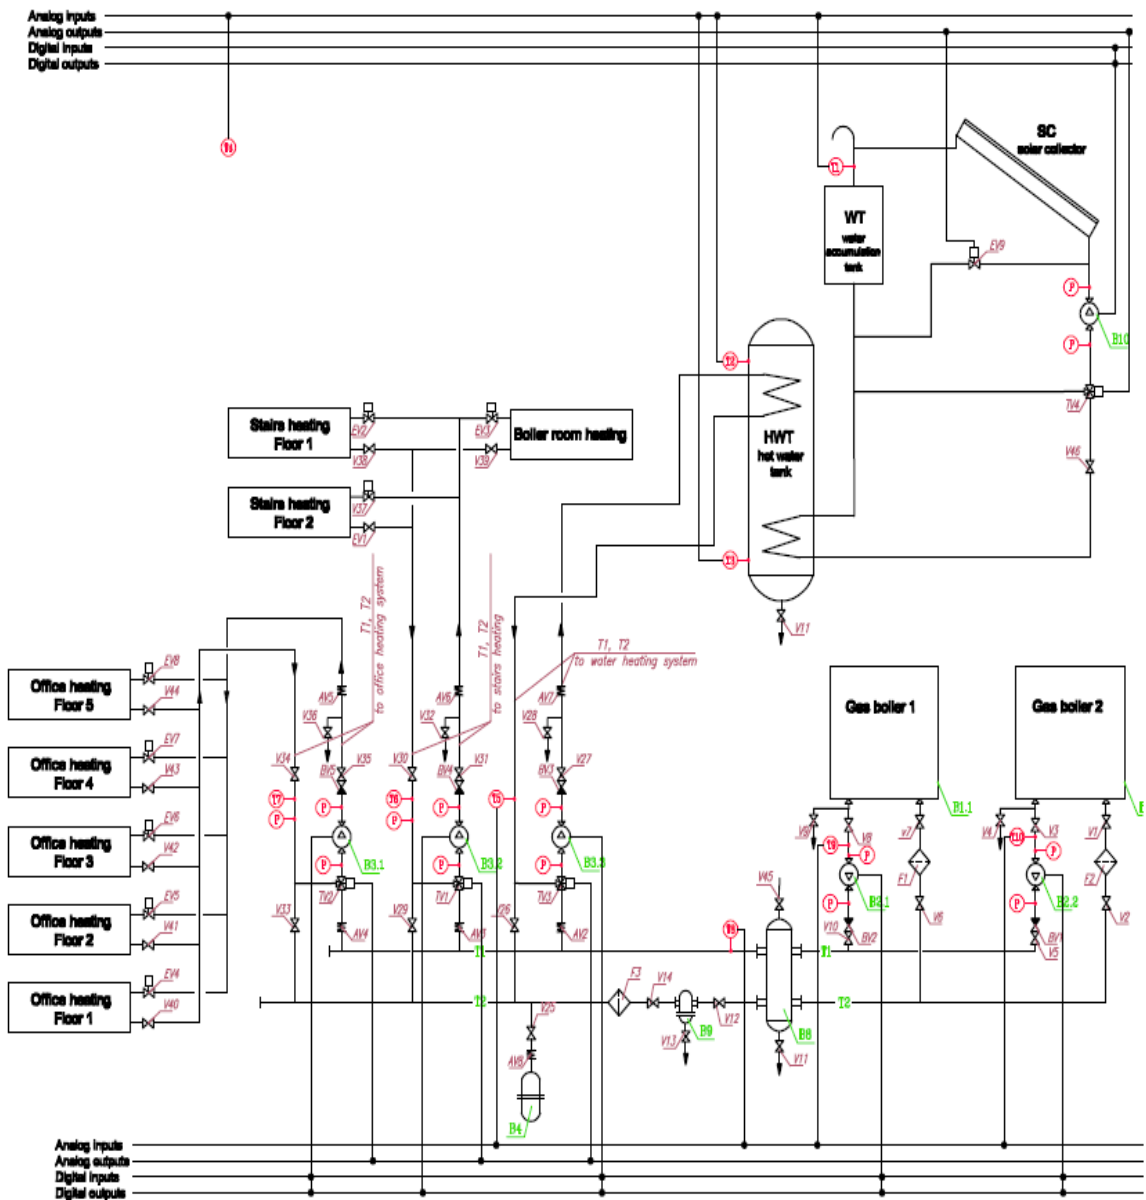 Analog inputs
Analog outputs
Digital inputs
Digital outputs
SC
solar collector
T1
WT
water
accumulation
tank
EV9
P
B10
P
T2
TV4
Stairs heating
Floor 1
EV2
EV3
Boiler room heating
V38
V39
HWT
hot water
tank
V46
Stairs heating
Floor 2
V37
EV1
T3
T1, T2
to office heating system
T1, T2
to stairs heating
V11
T1, T2
to water heating system
Office heating
Floor 5
EV8
V44
AV5
AV6
AV7
V36
V32
V28
Gas boiler 1
Gas boiler 2
Office heating
Floor 4
EV7
V43
V34
V35
V30
V31
V27
BV5
BV4
BV3
T7
P
P
T6
P
P
T5
P
B1.1
Office heating
Floor 3
EV6
V42
B3.1
B3.2
B3.3
V9
V8
V7
V4
V3
V1
T9
P
T10
P
F1
F2
P
P
P
TV2
TV1
TV3
B2.1
B2.2
P
P
V45
Office heating
Floor 2
EV5
V41
V33
V29
V26
AV4
AV2
V10
BV2
V6
BV1
V5
V2
T1
T1
Office heating
Floor 1
EV4
V40
T2
F3
V14
T2
V25
V12
V13
B9
B8
V11
AV8
B4
Analog inputs
Analog outputs
Digital inputs
Digital outputs